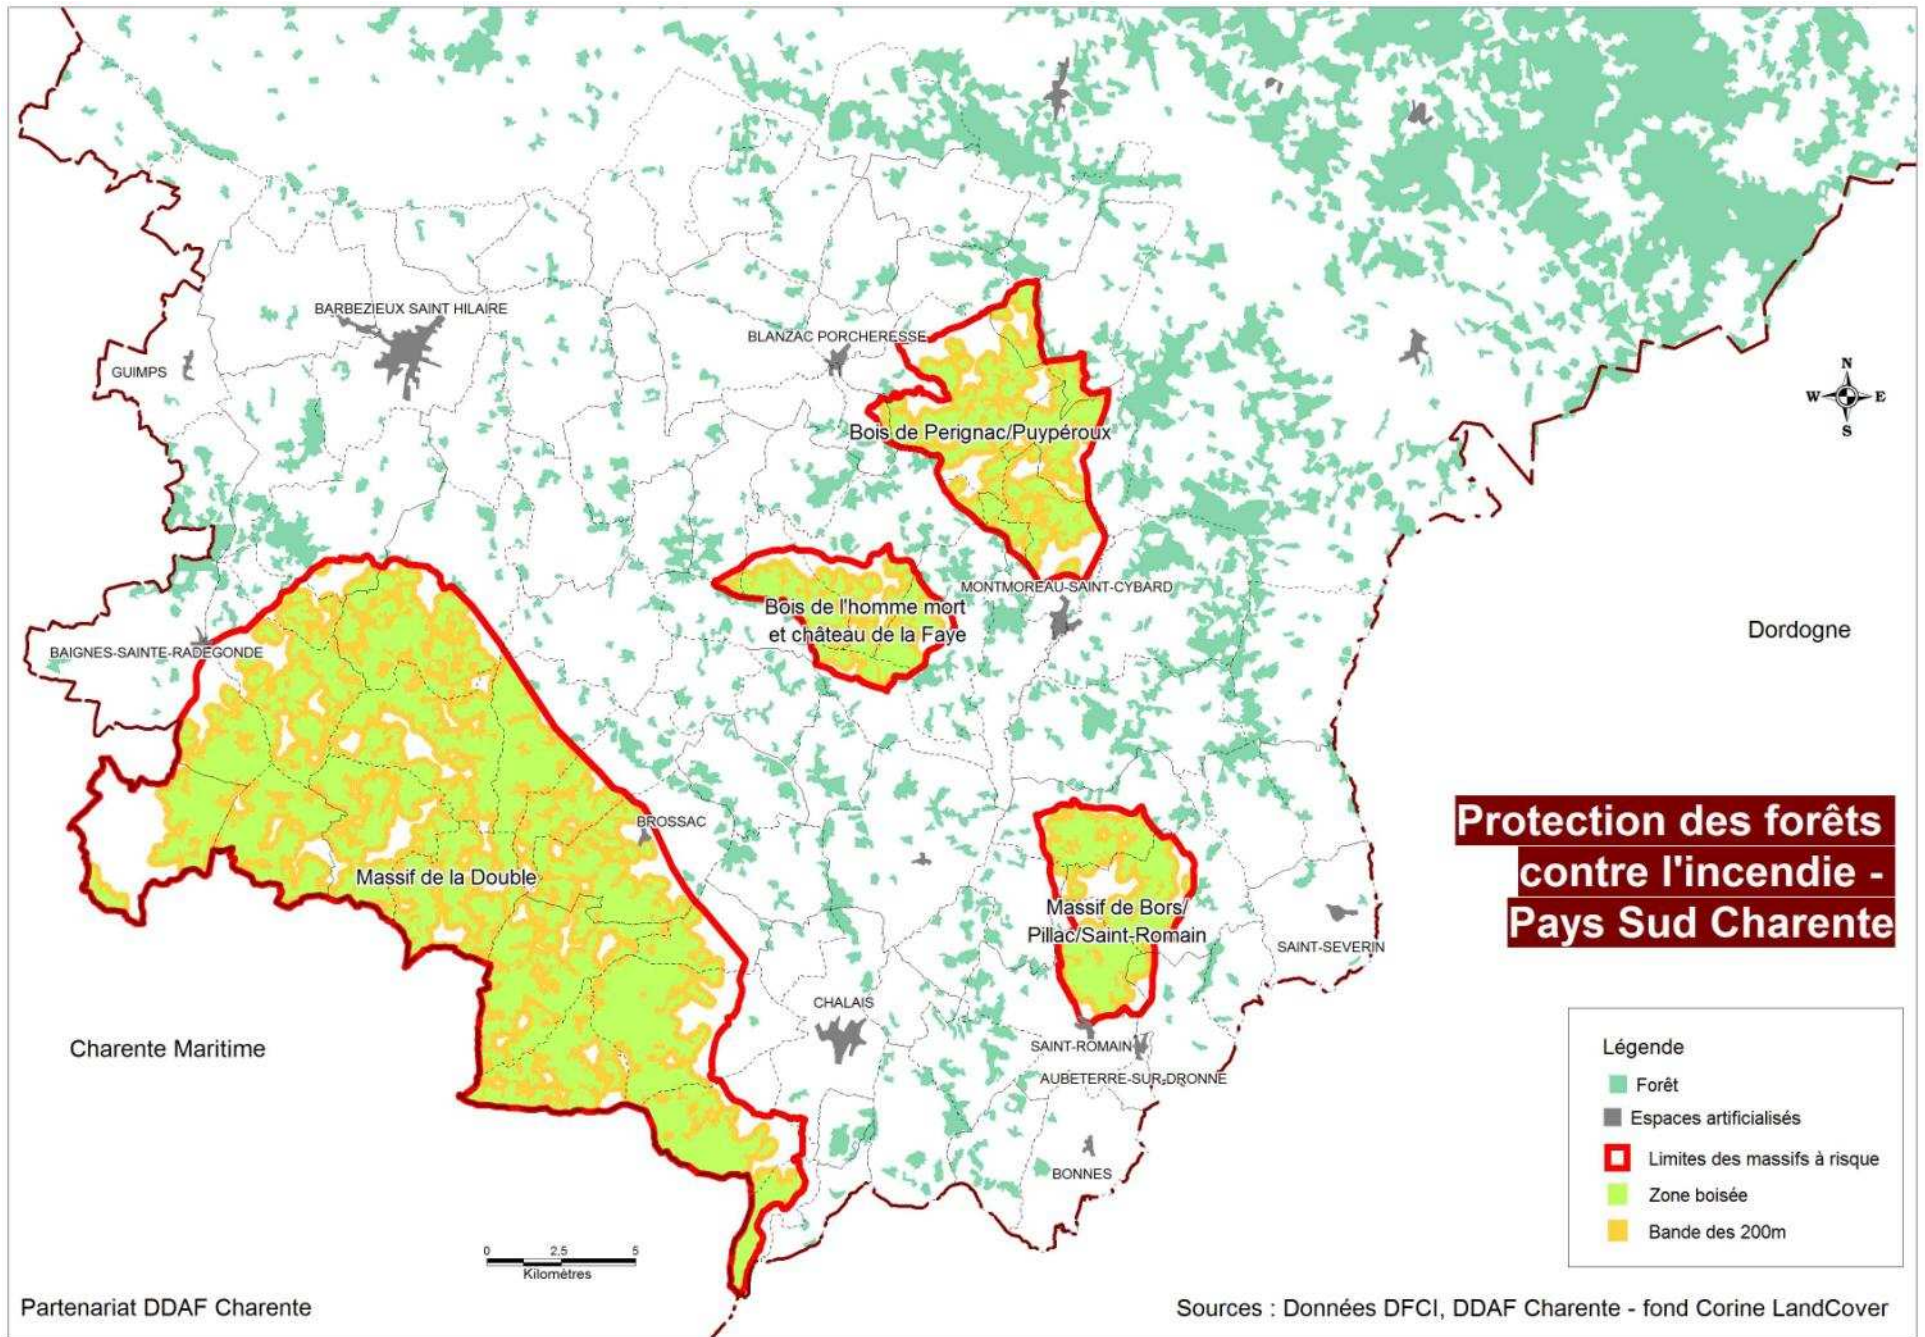 BARBEZIEUX SAINT HILAIRE
BLANZAC PORCHERESSE
GUIMPS
N
W E
S
Bois de Perignac/Puypéroux
MONTMOREAU-SAINT-CYBARD
Bois de l'homme mort
et château de la Faye
BAIGNES-SAINTE-RADEGONDE
Dordogne
Protection des forêts
contre l'incendie -
Pays Sud Charente
BROSSAC
Massif de la Double
Massif de Bors/
Pillac/Saint-Romain
SAINT-SEVERIN
CHALAIS
Charente Maritime
SAINT-ROMAIN
AUBETERRE-SUR-DRONNE
BONNES
Légende
Forêt
Espaces artificialisés
Limites des massifs à risque
Zone boisée
Bande des 200m
0 2.5 5
Kilomètres
Partenariat DDAF Charente
Sources : Données DFCI, DDAF Charente - fond Corine LandCover